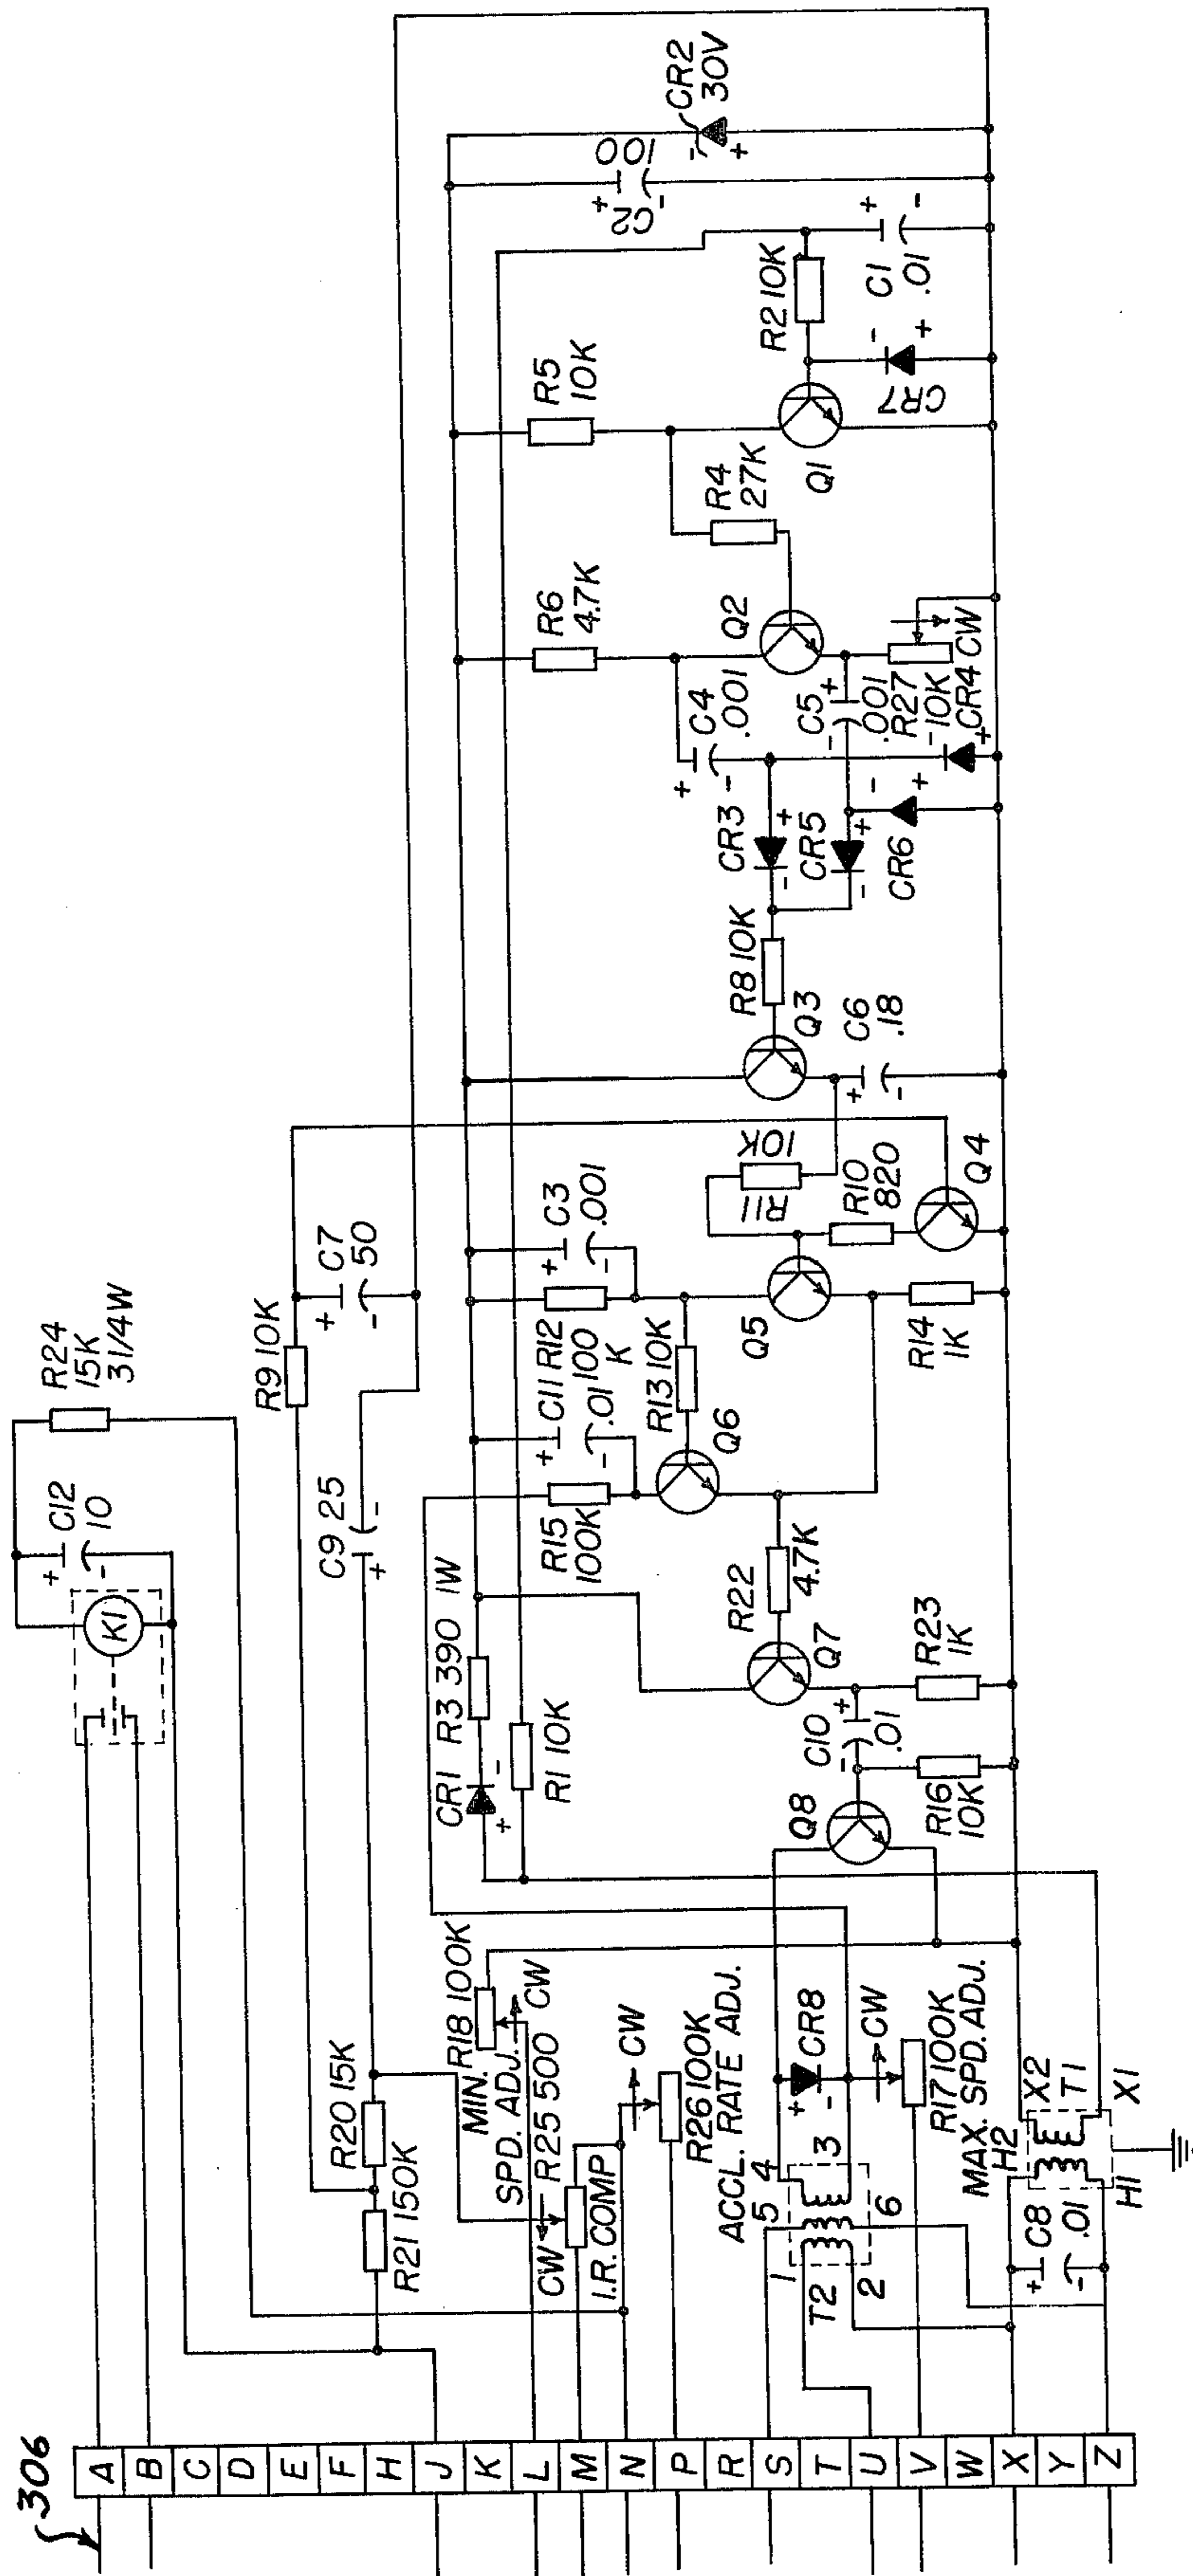 306
A
B
C
D
E
F
H
J
K
L
M
N
P
R
S
T
U
V
W
X
Y
Z
K1
+ C12
10
-
R24
15K
3 1/4W
R9 10K
+ C7
50
-
C9 25
+ -
R20 15K
R21 150K
MIN. R18 100K
SPD. ADJ. CW
CW R25 500
I.R. COMP
CW
R26 100K
ACCL. RATE ADJ.
CR1 R3 390 1W
+ -
R1 10K
R15
100K
+ C11
.01
-
R12
100
K
+ C3
.001
-
R13 10K
Q6
Q5
R14
1K
R11
10K
R10
820
Q4
R22
4.7K
Q7
R23
1K
C10
- +
.01
R16
10K
Q8
+ CR8
-
CW
R17 100K
MAX. SPD. ADJ.
5 4
3
1
6
T2
2
H2
X2
T1
X1
H1
+ C8
- .01
Q3
R8 10K
+ C6
- .18
CR3
+
-
CR5
+
-
CR6
-
+
+ C4
- .001
C5
- +
.001
R27
10K
CW
CR4
-
+
R6
4.7K
Q2
R4
27K
R5
10K
Q1
R2 10K
CR7
-
+
C1
.01
+
-
C2
100
+
-
CR2
30V
-
+